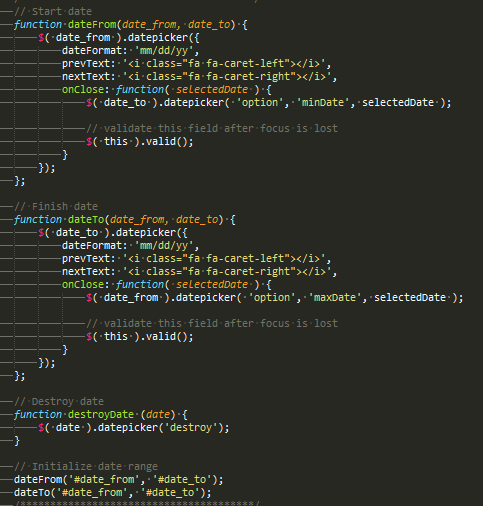 // Start date
function dateFrom(date_from, date_to) {
$( date_from ).datepicker({
dateFormat: 'mm/dd/yy',
prevText: '<i class="fa fa-caret-left"></i>',
nextText: '<i class="fa fa-caret-right"></i>',
onClose: function( selectedDate ) {
$( date_to ).datepicker( 'option', 'minDate', selectedDate );
// validate this field after focus is lost
$( this ).valid();
}
});
};
// Finish date
function dateTo(date_from, date_to) {
$( date_to ).datepicker({
dateFormat: 'mm/dd/yy',
prevText: '<i class="fa fa-caret-left"></i>',
nextText: '<i class="fa fa-caret-right"></i>',
onClose: function( selectedDate ) {
$( date_from ).datepicker( 'option', 'maxDate', selectedDate );
// validate this field after focus is lost
$( this ).valid();
}
});
};
// Destroy date
function destroyDate (date) {
$( date ).datepicker('destroy');
}
// Initialize date range
dateFrom('#date_from', '#date_to');
dateTo('#date_from', '#date_to');
/***************************************/